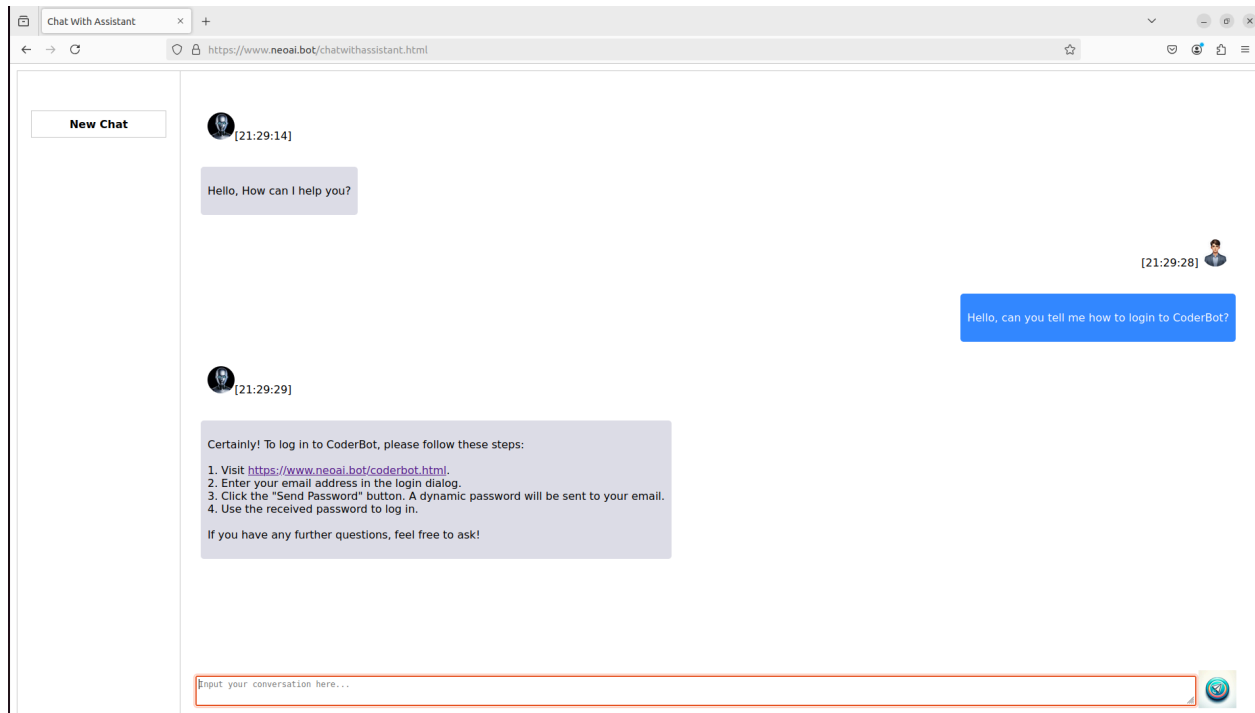 Chat With Assistant
https://www.neoai.bot/chatwithassistant.html
New Chat
[21:29:14]
Hello, How can I help you?
[21:29:28]
Hello, can you tell me how to login to CoderBot?
[21:29:29]
Certainly! To log in to CoderBot, please follow these steps:
1. Visit https://www.neoai.bot/coderbot.html.
2. Enter your email address in the login dialog.
3. Click the "Send Password" button. A dynamic password will be sent to your email.
4. Use the received password to log in.
If you have any further questions, feel free to ask!
Input your conversation here...